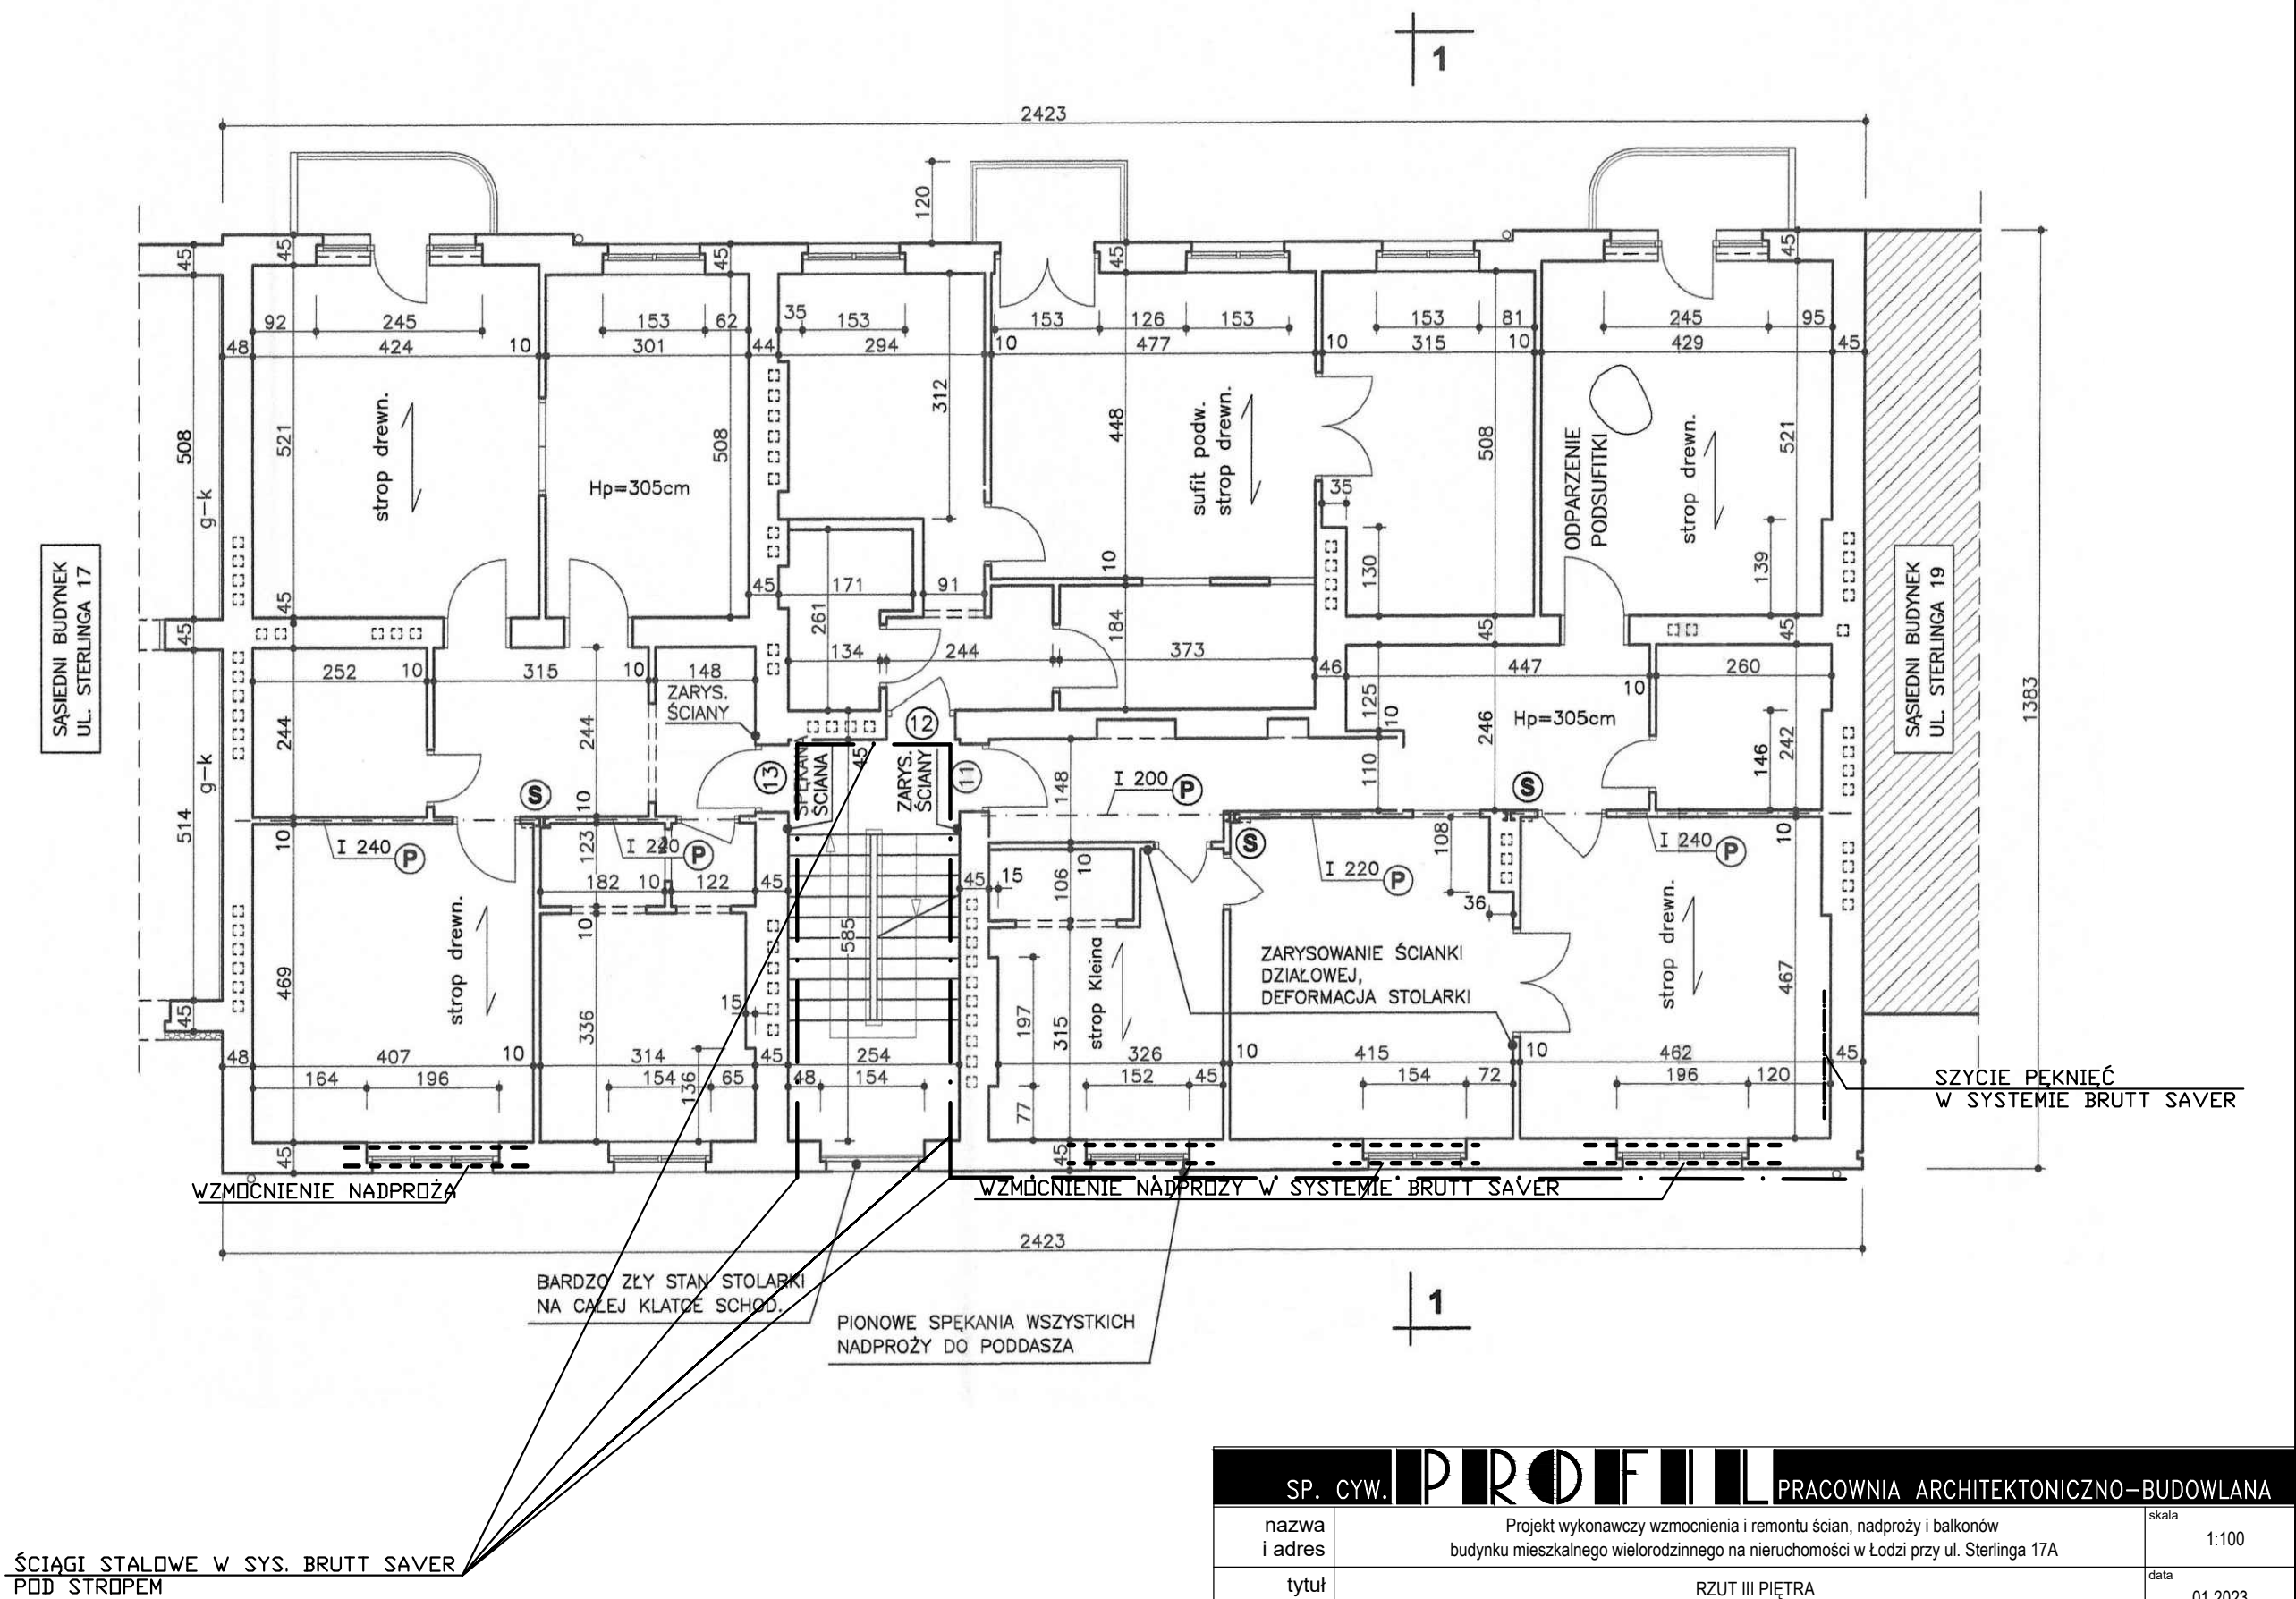 1
2423
120
45
45
45
45
45
92
245
153
62
35
153
153
126
153
153
81
245
95
48
424
10
301
44
294
10
477
10
315
10
429
45
508
521
strop drewn.
508
312
448
sufit podw.
strop drewn.
508
ODPARZENIE
PODSUFITKI
strop drewn.
521
g-k
Hp=305cm
35
130
139
SĄSIEDNI BUDYNEK
UL. STERLINGA 17
SĄSIEDNI BUDYNEK
UL. STERLINGA 19
1383
45
45
45
171
91
10
261
184
45
45
134
244
373
252
10
315
10
148
46
447
10
260
ZARYS.
ŚCIANY
244
244
125
10
246
Hp=305cm
146
242
g-k
12
13
11
SPĘKANA
ŚCIANA
45
ZARYS.
ŚCIANY
148
110
I 200 P
S
S
S
514
10
I 240 P
10
123
I 220 P
182
10
122
45
45
15
106
10
I 220 P
108
36
I 240 P
10
469
strop drewn.
10
336
15
585
197
315
strop Kleina
ZARYSOWANIE ŚCIANKI
DZIAŁOWEJ,
DEFORMACJA STOLARKI
strop drewn.
467
45
48
407
10
314
45
254
326
10
415
10
462
45
164
196
154
136
65
48
154
152
45
154
72
196
120
77
45
45
SZYCIE PĘKNIĘĆ
W SYSTEMIE BRUTT SAVER
WZMOCNIENIE NADPROŻA
WZMOCNIENIE NADPROŻY W SYSTEMIE BRUTT SAVER
2423
BARDZO ZŁY STAN STOLARKI
NA CAŁEJ KLATCE SCHOD.
PIONOWE SPĘKANIA WSZYSTKICH
NADPROŻY DO PODDASZA
1
ŚCIĄGI STALOWE W SYS. BRUTT SAVER
POD STROPEM
SP. CYW. PROFIL PRACOWNIA ARCHITEKTONICZNO-BUDOWLANA
nazwa
i adres
Projekt wykonawczy wzmocnienia i remontu ścian, nadproży i balkonów
budynku mieszkalnego wielorodzinnego na nieruchomości w Łodzi przy ul. Sterlinga 17A
skala
1:100
tytuł
RZUT III PIĘTRA
data
01.2023